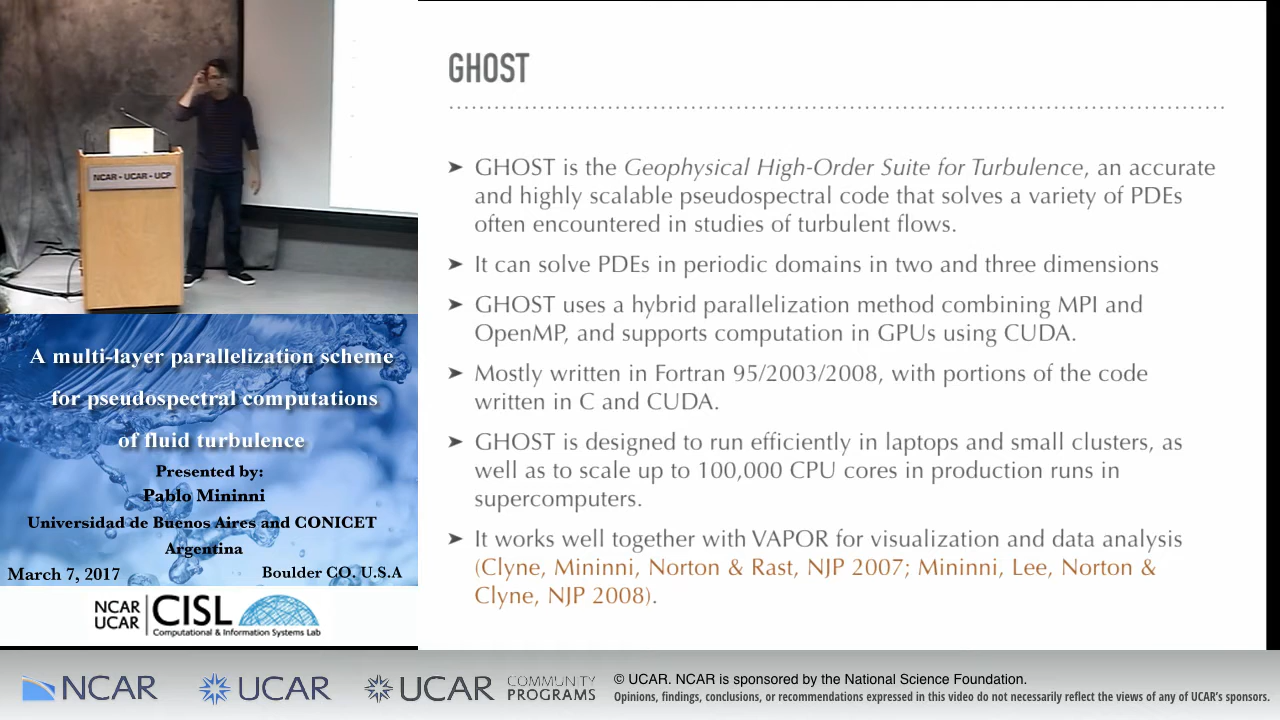 NCAR - UCAR - UCP
A multi-layer parallelization scheme
for pseudospectral computations
of fluid turbulence
Presented by:
Pablo Mininni
Universidad de Buenos Aires and CONICET
Argentina
March 7, 2017
Boulder CO. U.S.A
NCAR
UCAR
CISL
Computational & Information Systems Lab
GHOST
➤ GHOST is the Geophysical High-Order Suite for Turbulence, an accurate
and highly scalable pseudospectral code that solves a variety of PDEs
often encountered in studies of turbulent flows.
➤ It can solve PDEs in periodic domains in two and three dimensions
➤ GHOST uses a hybrid parallelization method combining MPI and
OpenMP, and supports computation in GPUs using CUDA.
➤ Mostly written in Fortran 95/2003/2008, with portions of the code
written in C and CUDA.
➤ GHOST is designed to run efficiently in laptops and small clusters, as
well as to scale up to 100,000 CPU cores in production runs in
supercomputers.
➤ It works well together with VAPOR for visualization and data analysis
(Clyne, Mininni, Norton & Rast, NJP 2007; Mininni, Lee, Norton &
Clyne, NJP 2008).
NCAR
UCAR
UCAR
COMMUNITY
PROGRAMS
© UCAR. NCAR is sponsored by the National Science Foundation.
Opinions, findings, conclusions, or recommendations expressed in this video do not necessarily reflect the views of any of UCAR's sponsors.